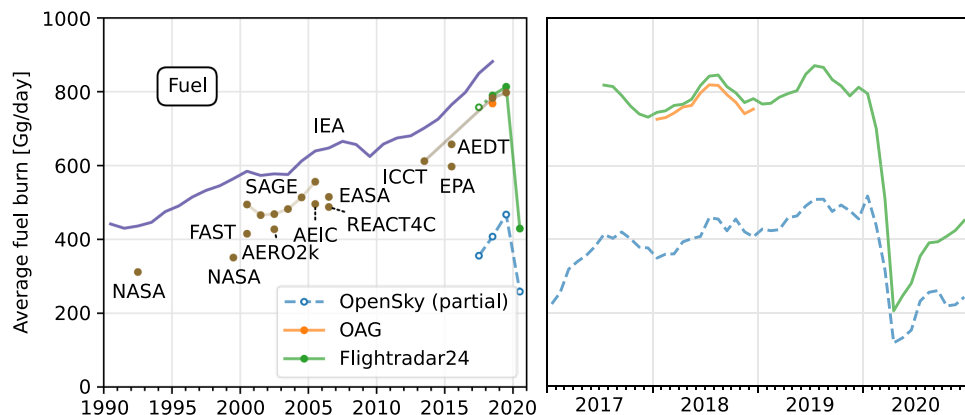 Average fuel burn [Gg/day]
1000
800
600
400
200
0
Fuel
IEA
SAGE
AEDT
ICCT
EPA
EASA
REACT4C
FAST
AEIC
AERO2k
NASA
NASA
OpenSky (partial)
OAG
Flightradar24
1990 1995 2000 2005 2010 2015 2020
2017 2018 2019 2020